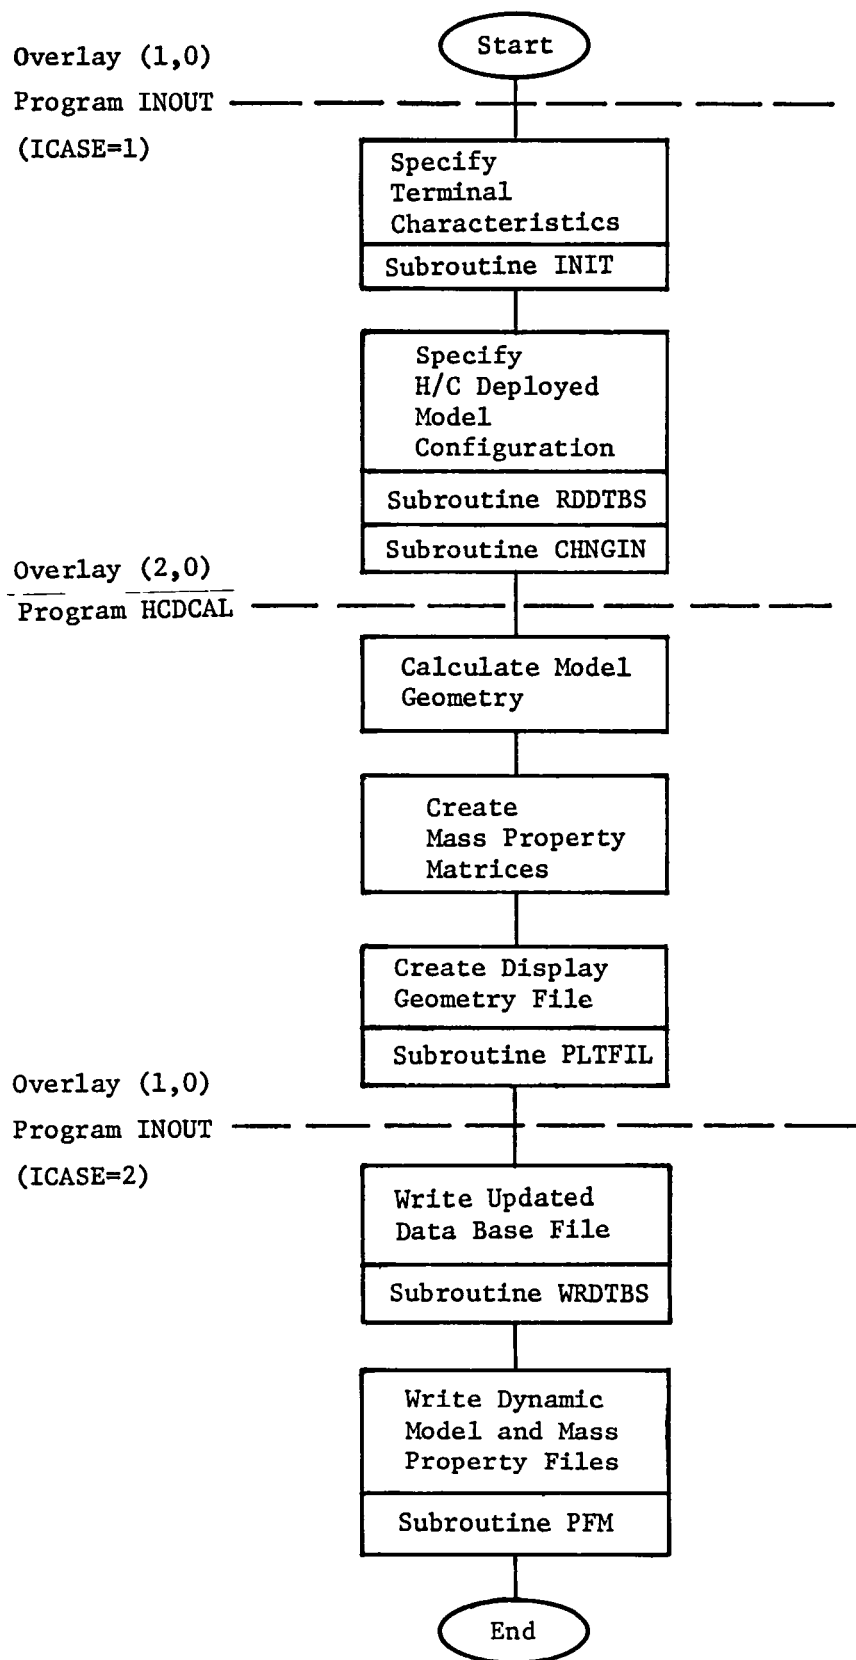 Start
Overlay (1,0)
Program INOUT
(ICASE=1)
Specify
Terminal
Characteristics
Subroutine INIT
Specify
H/C Deployed
Model
Configuration
Subroutine RDDTBS
Subroutine CHNGIN
Overlay (2,0)
Program HCDCAL
Calculate Model
Geometry
Create
Mass Property
Matrices
Create Display
Geometry File
Subroutine PLTFIL
Overlay (1,0)
Program INOUT
(ICASE=2)
Write Updated
Data Base File
Subroutine WRDTBS
Write Dynamic
Model and Mass
Property Files
Subroutine PFM
End